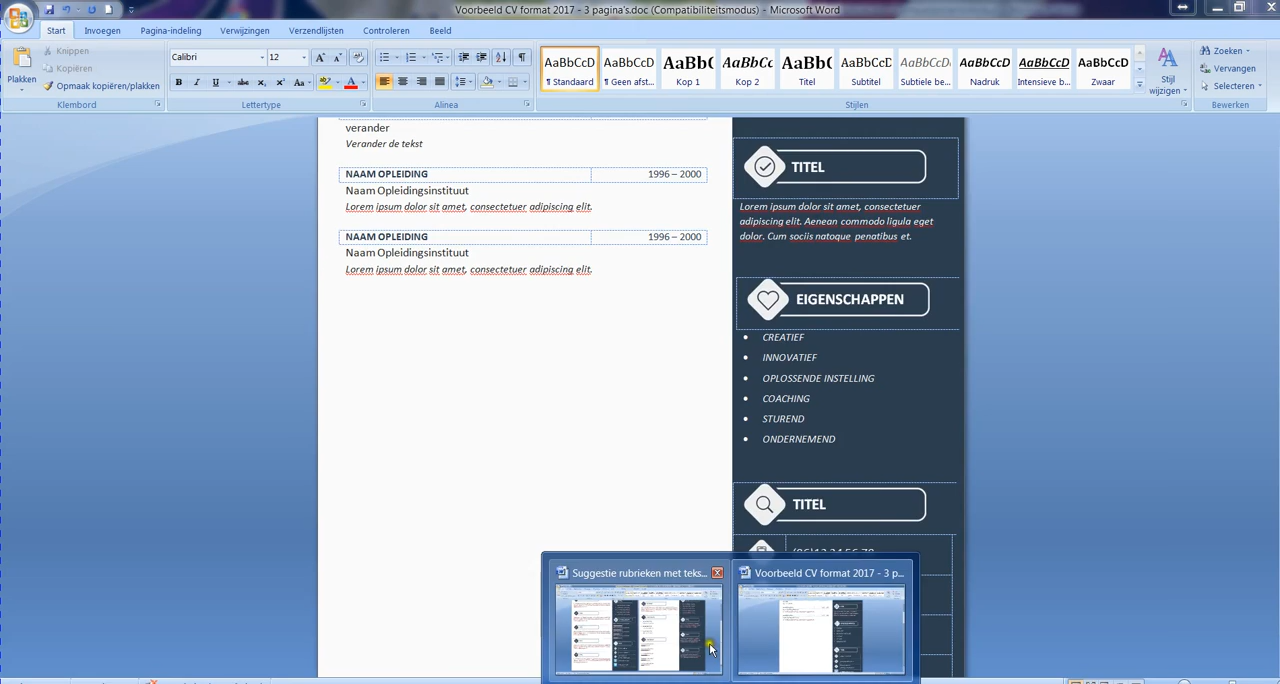 Voorbeeld CV format 2017 - 3 pagina's.doc (Compatibiliteitsmodus) - Microsoft Word
Start Invoegen Pagina-indeling Verwijzingen Verzendlijsten Controleren Beeld
Plakken
Knippen
Kopiëren
Opmaak kopiëren/plakken
Klembord
Calibri 12
Lettertype
Alinea
AaBbCcD AaBbCcD AaBbCc AaBbCc AaBbC AaBbCcD AaBbCcD AaBbCcD AaBbCcD AaBbCcD
¶ Standaard ¶ Geen afst... Kop 1 Kop 2 Titel Subtitel Subtiele be... Nadruk Intensieve b... Zwaar
Stijl wijzigen
Stijlen
Zoeken
Vervangen
Selecteren
Bewerken
verander
Verander de tekst
NAAM OPLEIDING 1996 – 2000
Naam Opleidingsinstituut
Lorem ipsum dolor sit amet, consectetuer adipiscing elit.
NAAM OPLEIDING 1996 – 2000
Naam Opleidingsinstituut
Lorem ipsum dolor sit amet, consectetuer adipiscing elit.
TITEL
Lorem ipsum dolor sit amet, consectetuer
adipiscing elit. Aenean commodo ligula eget
dolor. Cum sociis natoque penatibus et.
EIGENSCHAPPEN
• CREATIEF
• INNOVATIEF
• OPLOSSENDE INSTELLING
• COACHING
• STUREND
• ONDERNEMEND
TITEL
Suggestie rubrieken met teks...
Voorbeeld CV format 2017 - 3 p...